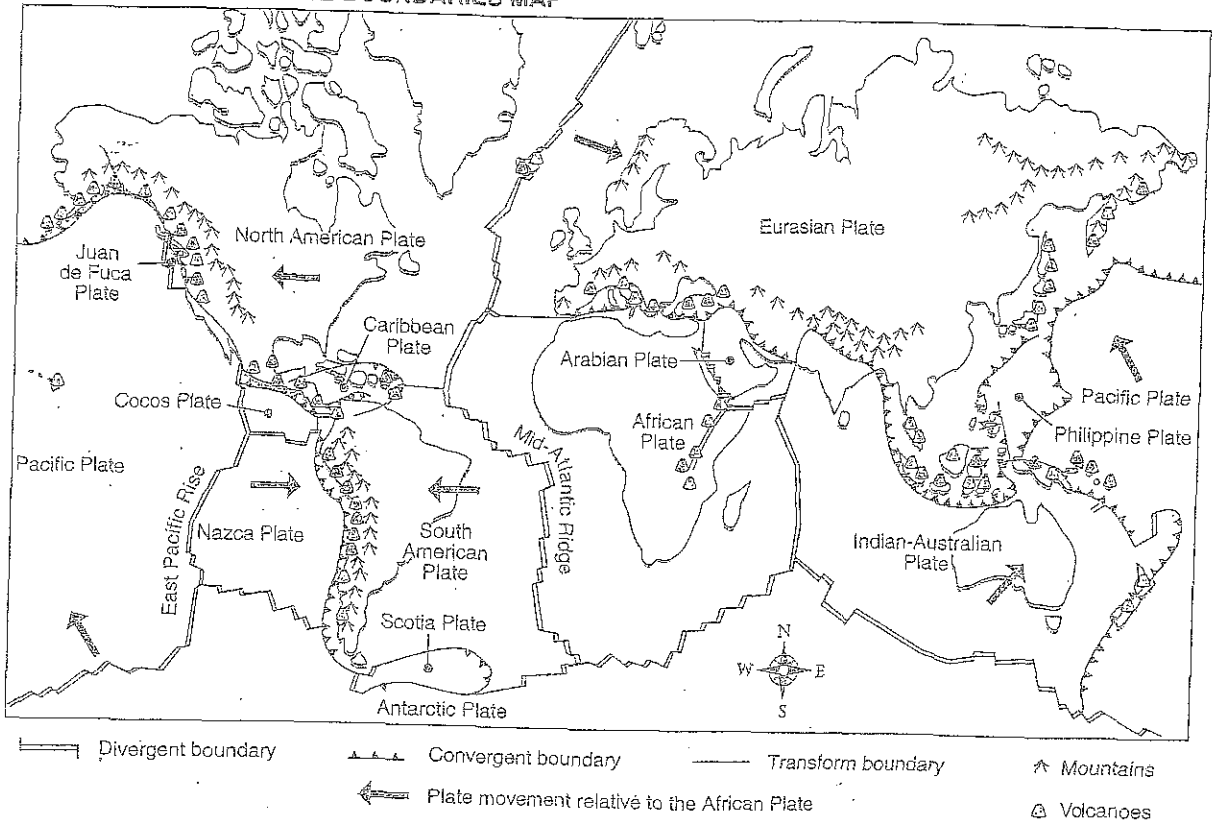 BOUNDARIES MAP
North American Plate
Juan
de Fuca
Plate
Eurasian Plate
Caribbean
Plate
Arabian Plate
Cocos Plate
Pacific Plate
African
Plate
Philippine Plate
Pacific Plate
Mid-Atlantic Ridge
East Pacific Rise
Nazca Plate
South
American
Plate
Indian-Australian
Plate
Scotia Plate
N
W E
S
Antarctic Plate
Divergent boundary
Convergent boundary
Transform boundary
Mountains
Plate movement relative to the African Plate
Volcanoes